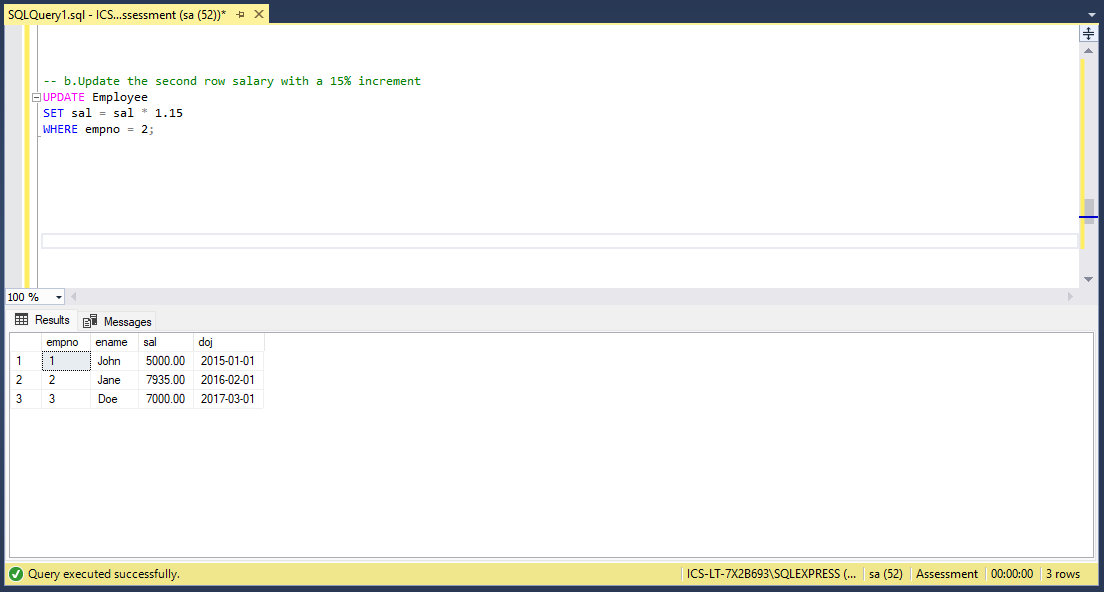 SQLQuery1.sql - ICS...ssessment (sa (52))*
-- b.Update the second row salary with a 15% increment
UPDATE Employee
SET sal = sal * 1.15
WHERE empno = 2;
100 %
Results Messages
empno ename sal doj
1 1 John 5000.00 2015-01-01
2 2 Jane 7935.00 2016-02-01
3 3 Doe 7000.00 2017-03-01
Query executed successfully. ICS-LT-7X2B693\SQLEXPRESS (... sa (52) Assessment 00:00:00 3 rows